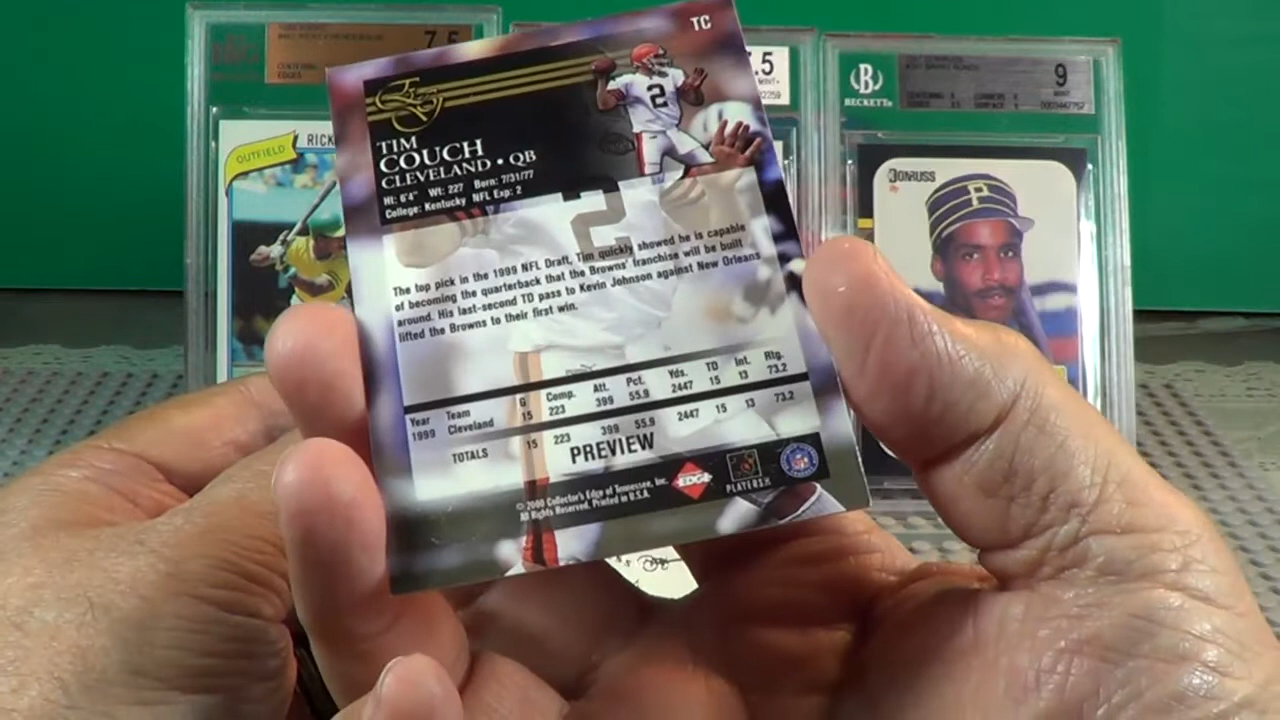 7.5
OUTFIELD
RICK
.5
BECKETT
9
MINT
DONRUSS
P
TC
TIM
COUCH
CLEVELAND • QB
Ht: 6'4" Wt: 227 Born: 7/31/77
College: Kentucky NFL Exp: 2
2
The top pick in the 1999 NFL Draft, Tim quickly showed he is capable
of becoming the quarterback that the Browns' franchise will be built
around. His last-second TD pass to Kevin Johnson against New Orleans
lifted the Browns to their first win.
Year Team G Comp. Att. Pct. Yds. TD Int. Rtg.
1999 Cleveland 15 223 399 55.9 2447 15 13 73.2
TOTALS 15 223 399 55.9 2447 15 13 73.2
PREVIEW
© 2000 Collector's Edge of Tennessee, Inc.
All Rights Reserved. Printed in U.S.A.
EDGE
PLAYERS